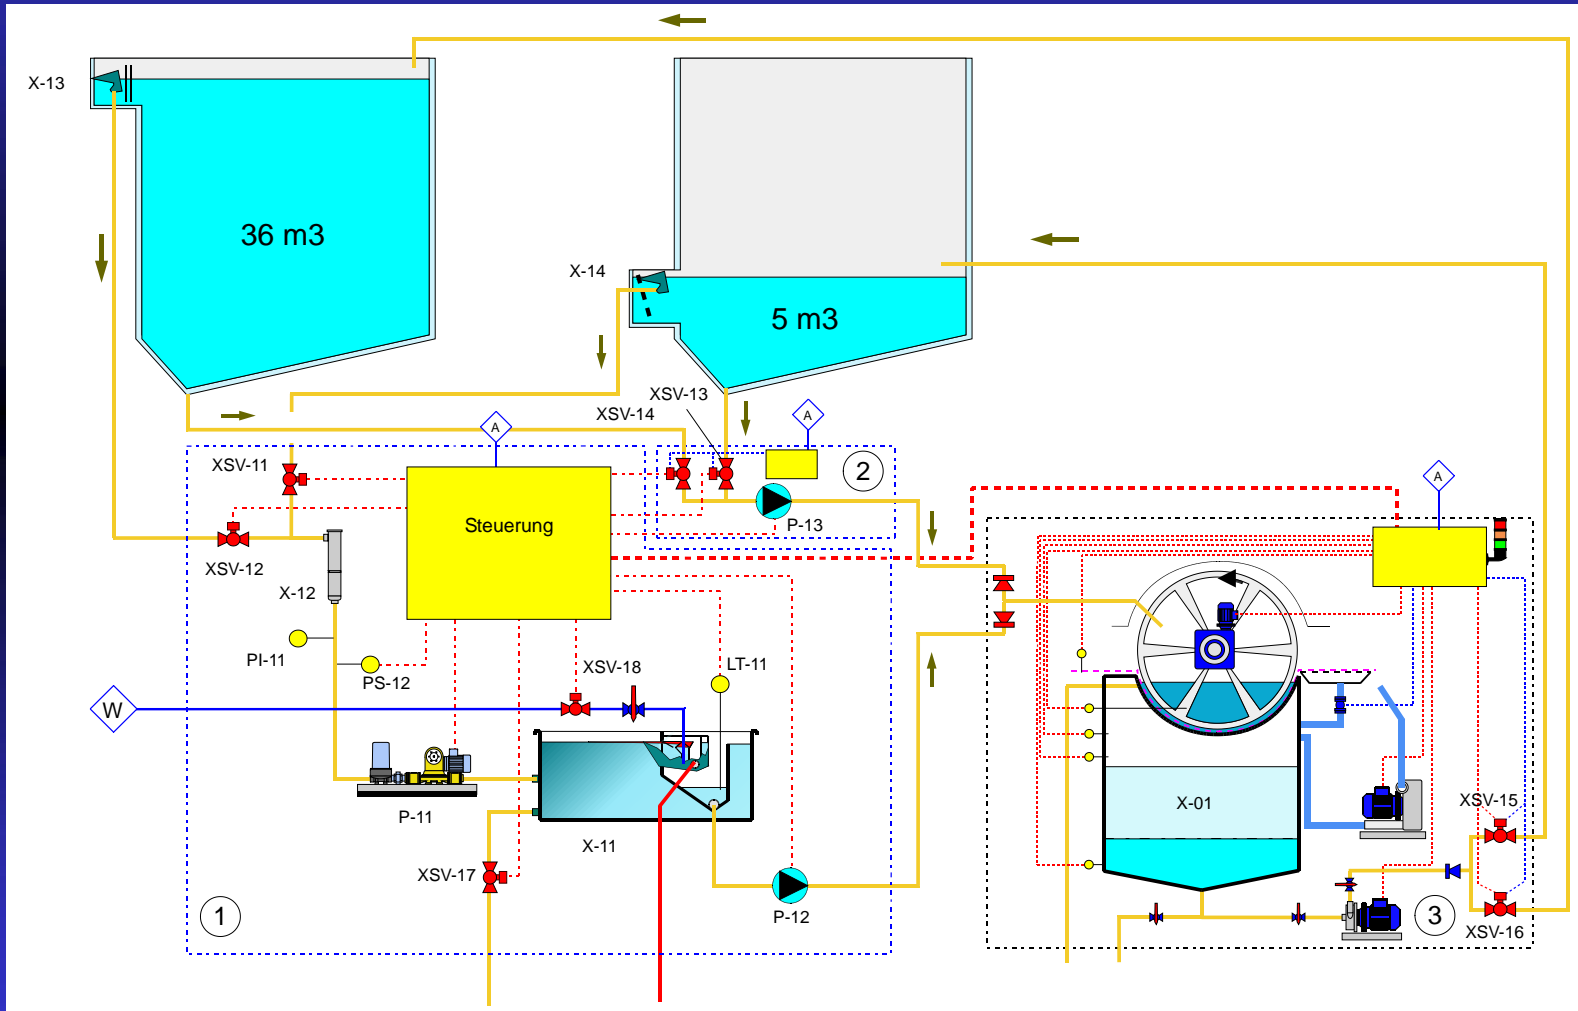 X-13
36 m3
X-14
5 m3
XSV-13
XSV-14
A
A
XSV-11
2
A
Steuerung
P-13
XSV-12
X-12
PI-11
PS-12
XSV-18
LT-11
W
X-01
XSV-15
P-11
X-11
XSV-17
1
P-12
3
XSV-16